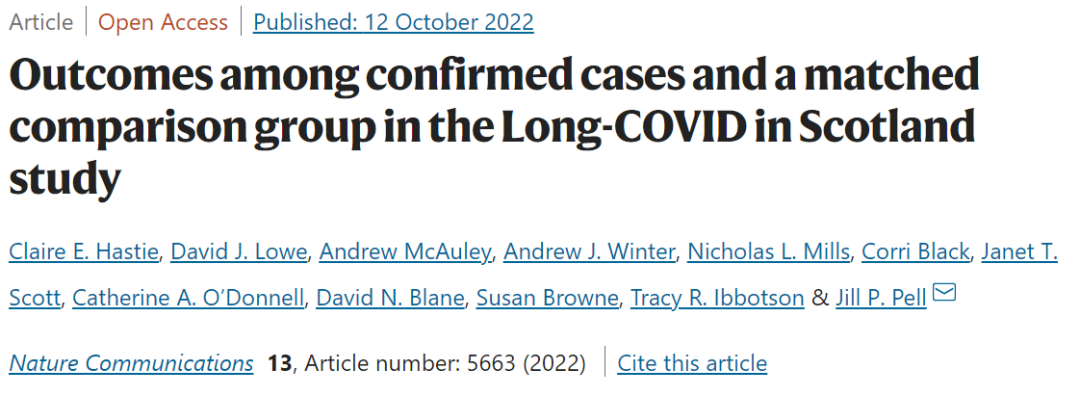 Article | Open Access | Published: 12 October 2022
Outcomes among confirmed cases and a matched
comparison group in the Long-COVID in Scotland
study
Claire E. Hastie, David J. Lowe, Andrew McAuley, Andrew J. Winter, Nicholas L. Mills, Corri Black, Janet T.
Scott, Catherine A. O’Donnell, David N. Blane, Susan Browne, Tracy R. Ibbotson & Jill P. Pell
Nature Communications 13, Article number: 5663 (2022) | Cite this article